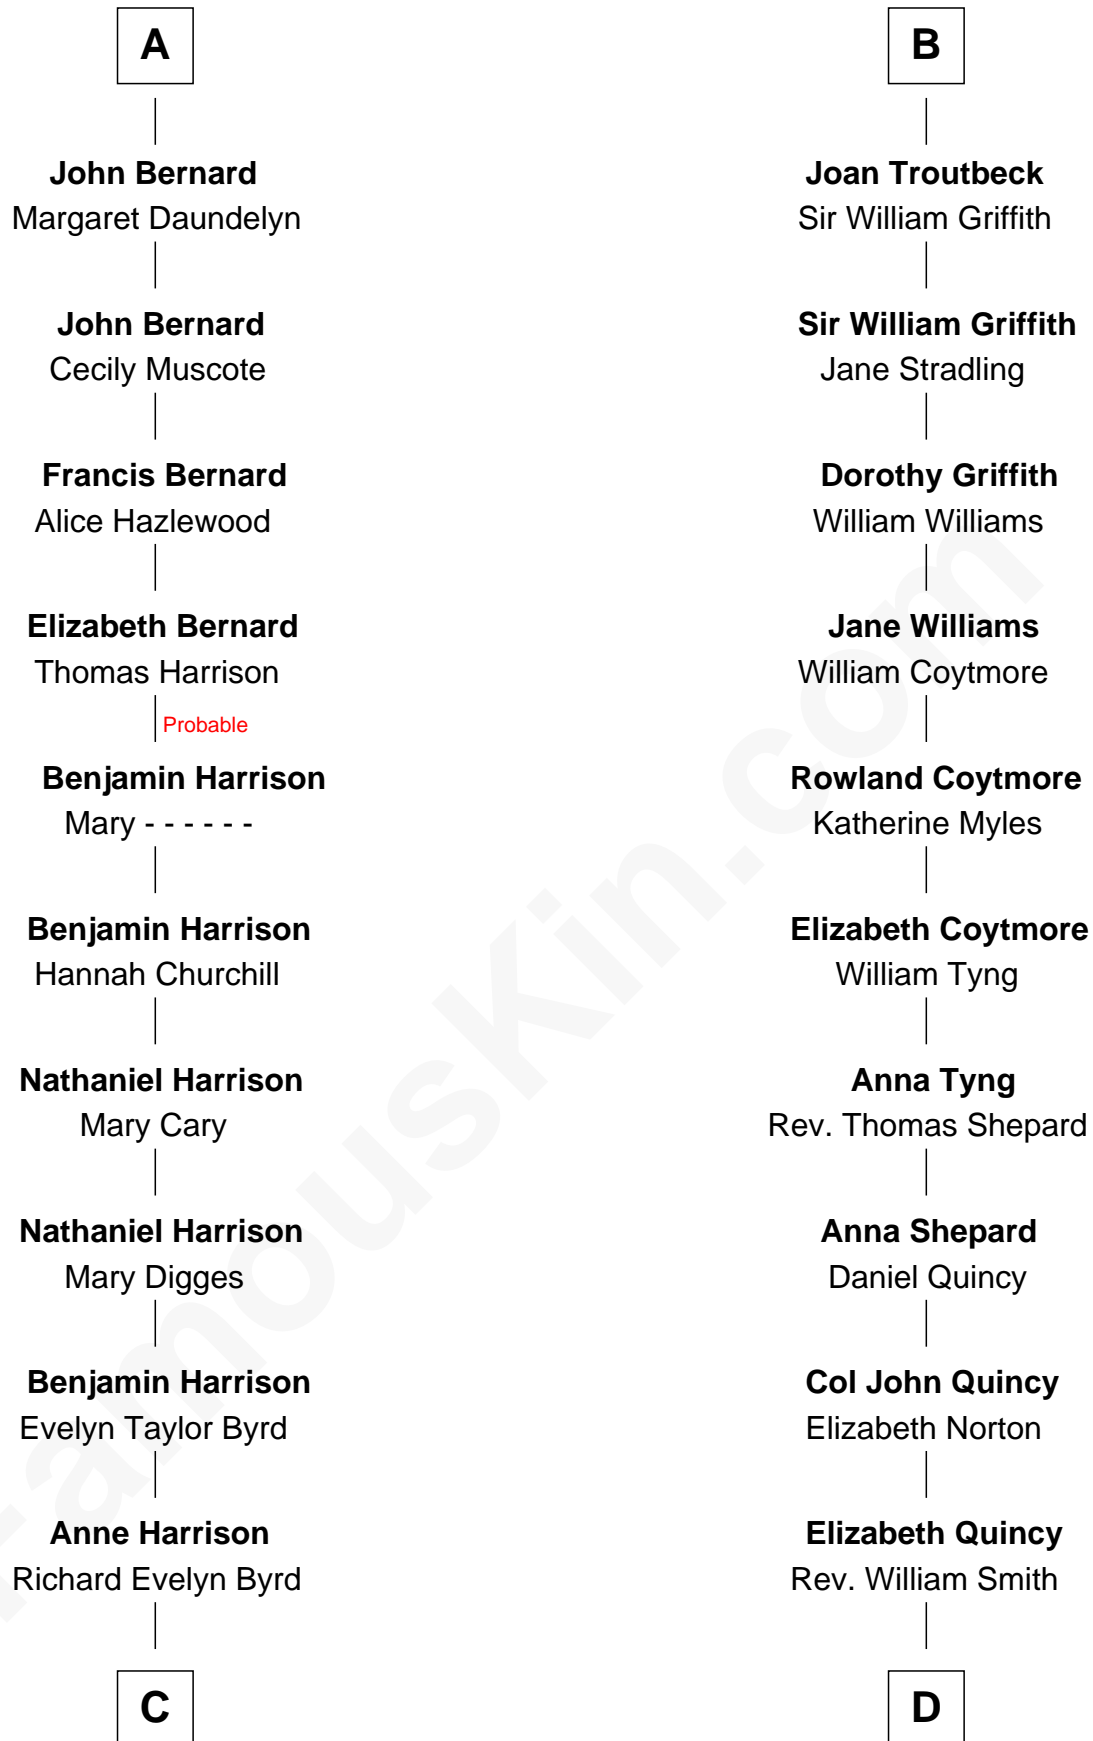 A
John Bernard
Margaret Daundelyn
John Bernard
Cecily Muscote
Francis Bernard
Alice Hazlewood
Elizabeth Bernard
Thomas Harrison
Probable
Benjamin Harrison
Mary - - - - - -
Benjamin Harrison
Hannah Churchill
Nathaniel Harrison
Mary Cary
Nathaniel Harrison
Mary Digges
Benjamin Harrison
Evelyn Taylor Byrd
Anne Harrison
Richard Evelyn Byrd
C
B
Joan Troutbeck
Sir William Griffith
Sir William Griffith
Jane Stradling
Dorothy Griffith
William Williams
Jane Williams
William Coytmore
Rowland Coytmore
Katherine Myles
Elizabeth Coytmore
William Tyng
Anna Tyng
Rev. Thomas Shepard
Anna Shepard
Daniel Quincy
Col John Quincy
Elizabeth Norton
Elizabeth Quincy
Rev. William Smith
D
FamousKin.com